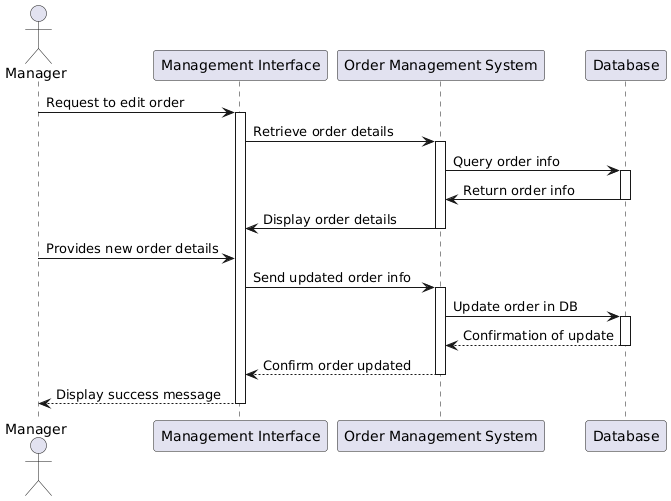 Manager
Management Interface
Order Management System
Database
Request to edit order
Retrieve order details
Query order info
Return order info
Display order details
Provides new order details
Send updated order info
Update order in DB
Confirmation of update
Confirm order updated
Display success message
Manager
Management Interface
Order Management System
Database